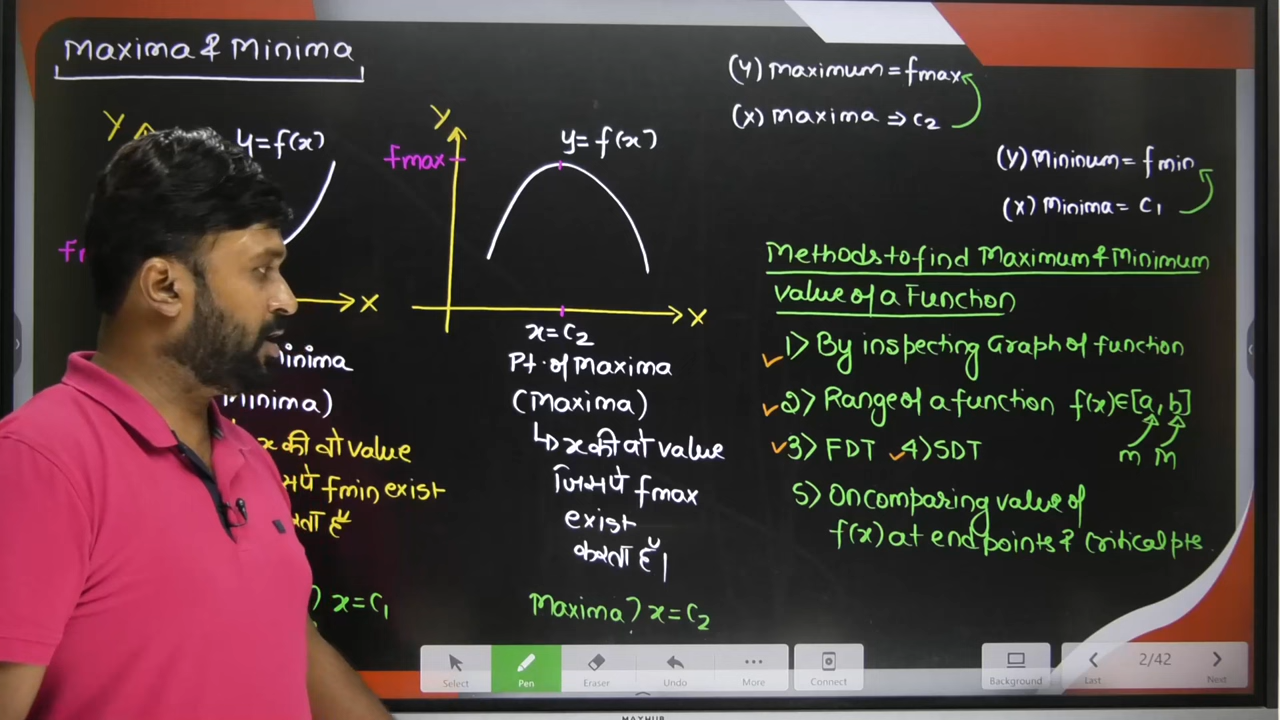 Maxima & Minima
Y
y=f(x)
X
inima
minima)
x की वो value
fmin exist
Y
fmax
y=f(x)
X
x=c₂
Pt. of Maxima
(Maxima)
↳ x की वो value
जिसपे fmax
exist
करता है।
x=c₁
Maxima? x=c₂
(y) Maximum = fmax
(x) Maxima ⇒ c₂
(y) Mininum = fmin
(x) Minima = c₁
Methods to find Maximum & Minimum
Value of a Function
1) By inspecting Graph of function
2) Range of a function f(x)∈[a, b]
m M
3) FDT 4) SDT
5) On comparing value of
f(x) at end points & Critical pts.
Select Pen Eraser Undo More Connect Background Last 2/42 Next
MAXHUB